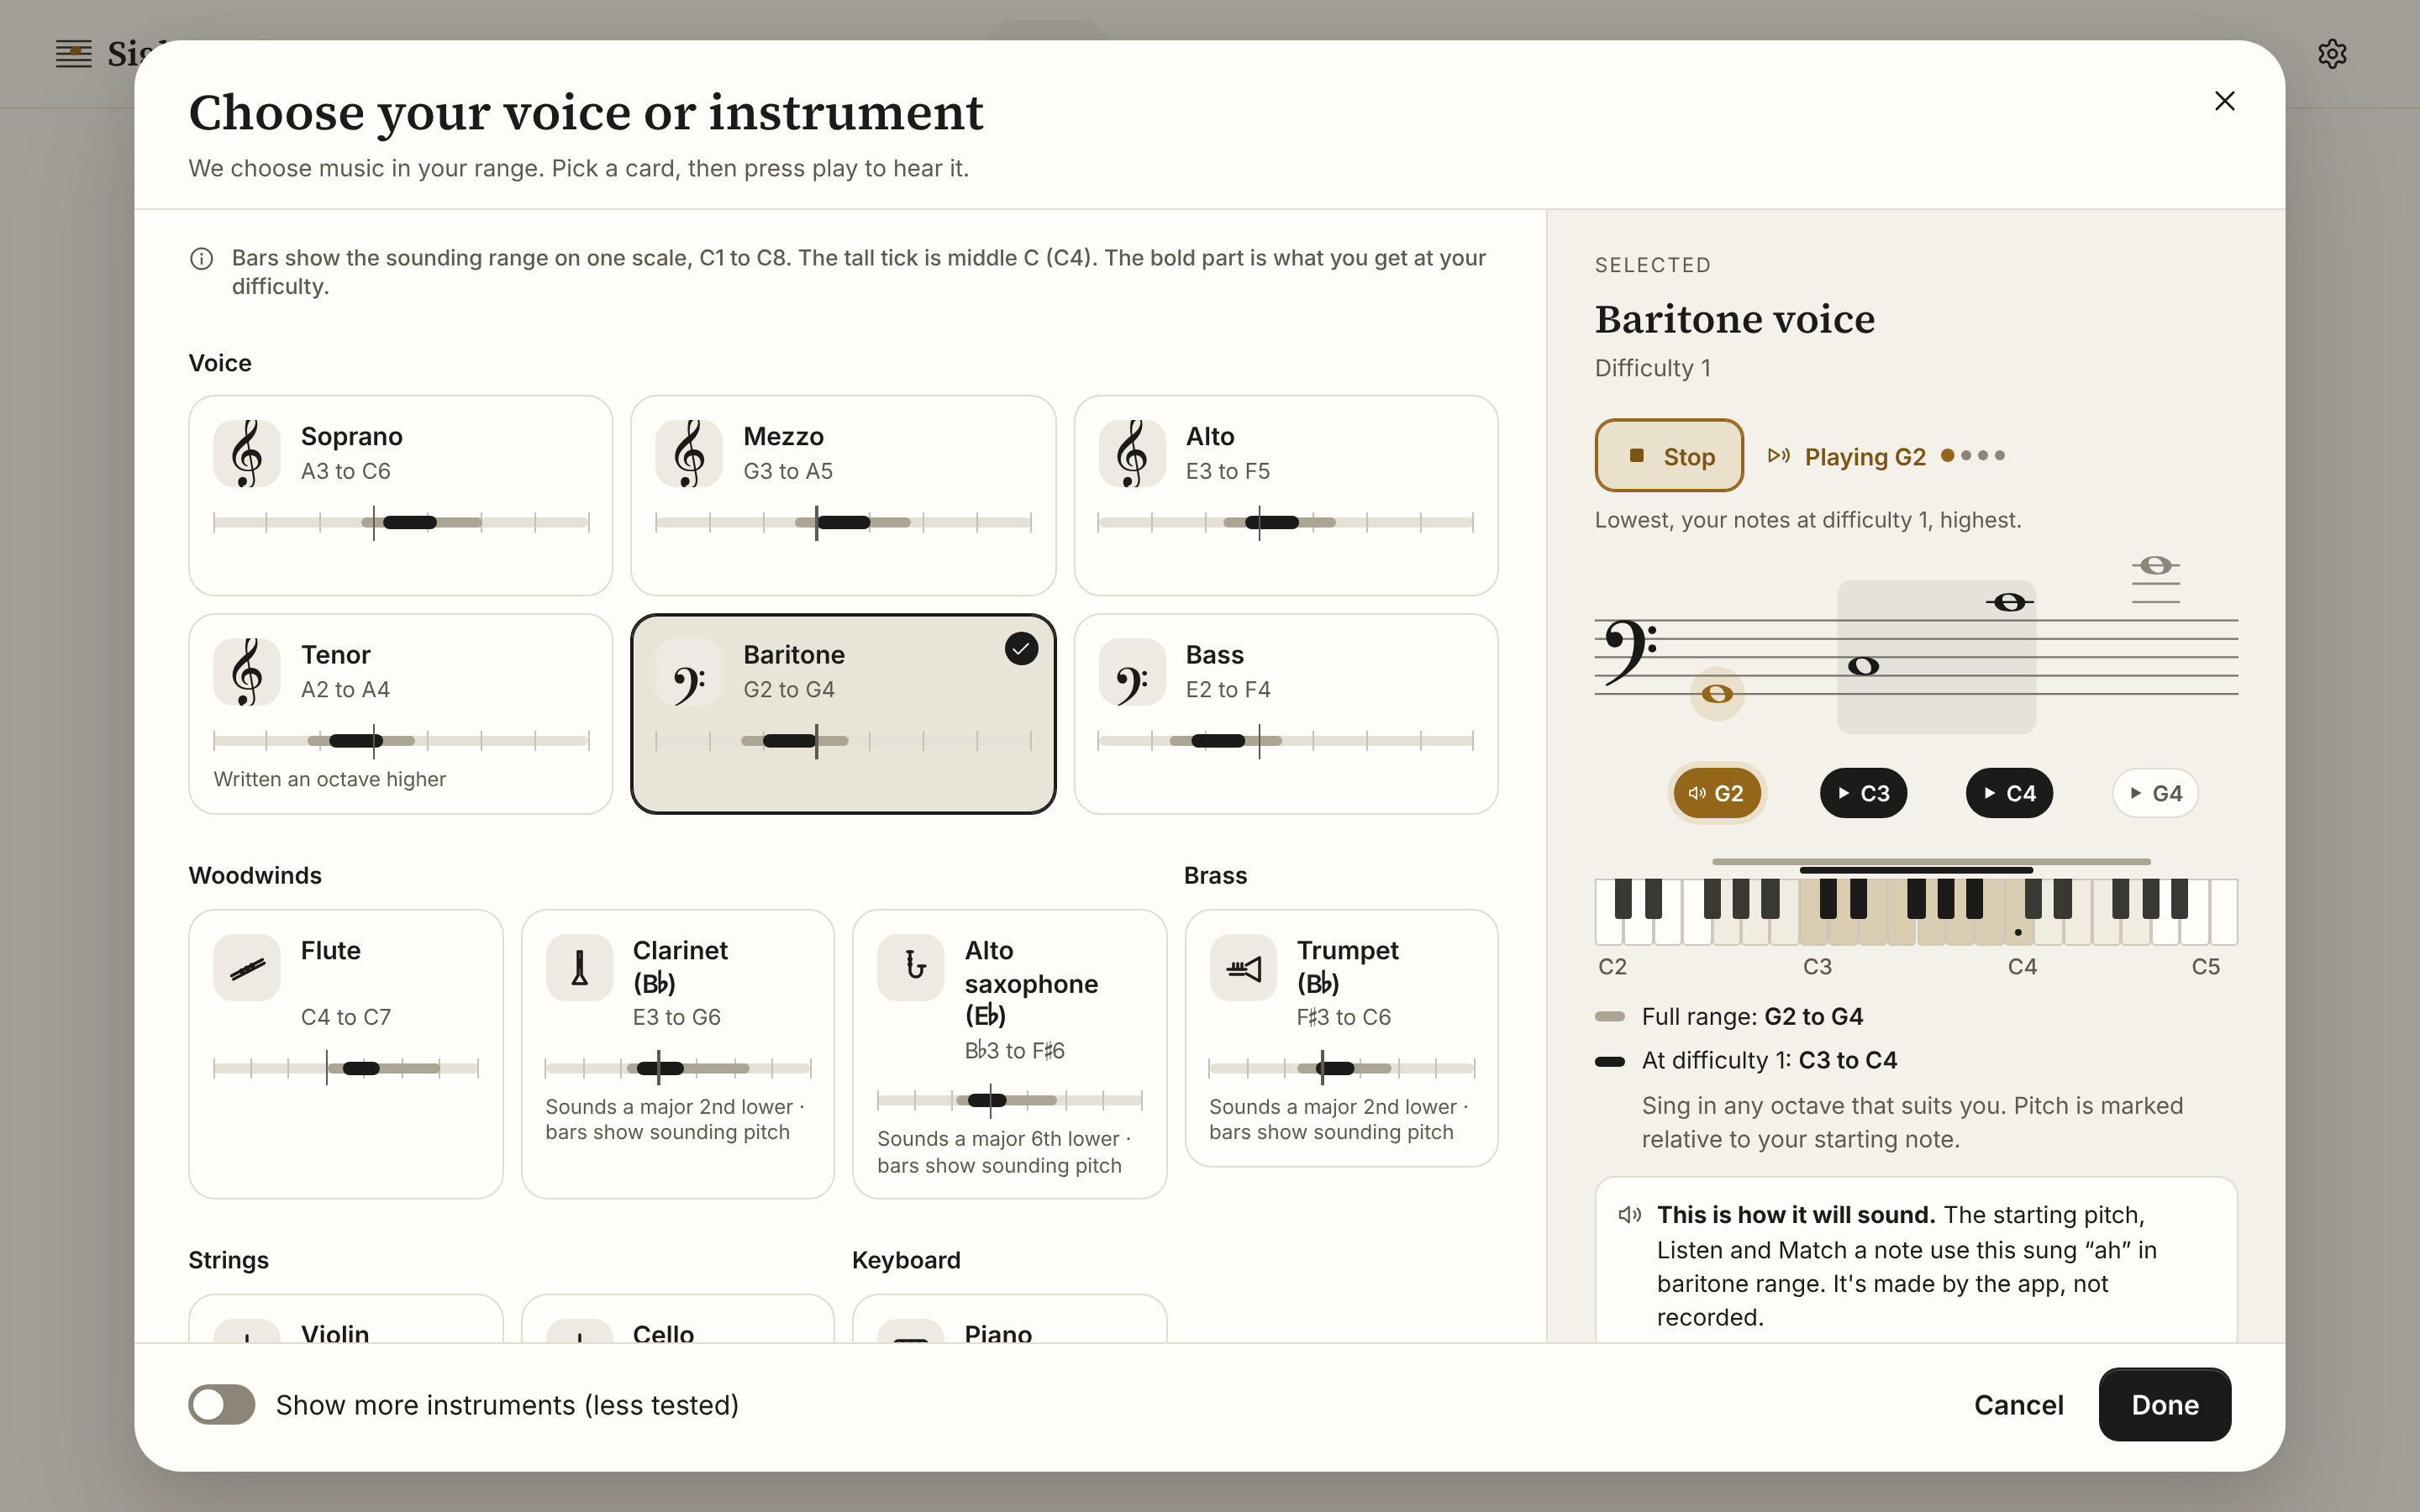 Choose your voice or instrument
We choose music in your range. Pick a card, then press play to hear it.
Bars show the sounding range on one scale, C1 to C8. The tall tick is middle C (C4). The bold part is what you get at your
difficulty.
Voice
Soprano
A3 to C6
Mezzo
G3 to A5
Alto
E3 to F5
Tenor
A2 to A4
Written an octave higher
Baritone
G2 to G4
Bass
E2 to F4
Woodwinds
Flute
C4 to C7
Clarinet
(B♭)
E3 to G6
Sounds a major 2nd lower ·
bars show sounding pitch
Alto
saxophone
(E♭)
B♭3 to F♯6
Sounds a major 6th lower ·
bars show sounding pitch
Brass
Trumpet
(B♭)
F♯3 to C6
Sounds a major 2nd lower ·
bars show sounding pitch
Strings
Violin
Cello
Keyboard
Piano
SELECTED
Baritone voice
Difficulty 1
Stop
Playing G2
Lowest, your notes at difficulty 1, highest.
G2
C3
C4
G4
C2
C3
C4
C5
Full range: G2 to G4
At difficulty 1: C3 to C4
Sing in any octave that suits you. Pitch is marked
relative to your starting note.
This is how it will sound. The starting pitch,
Listen and Match a note use this sung “ah” in
baritone range. It's made by the app, not
recorded.
Show more instruments (less tested)
Cancel
Done